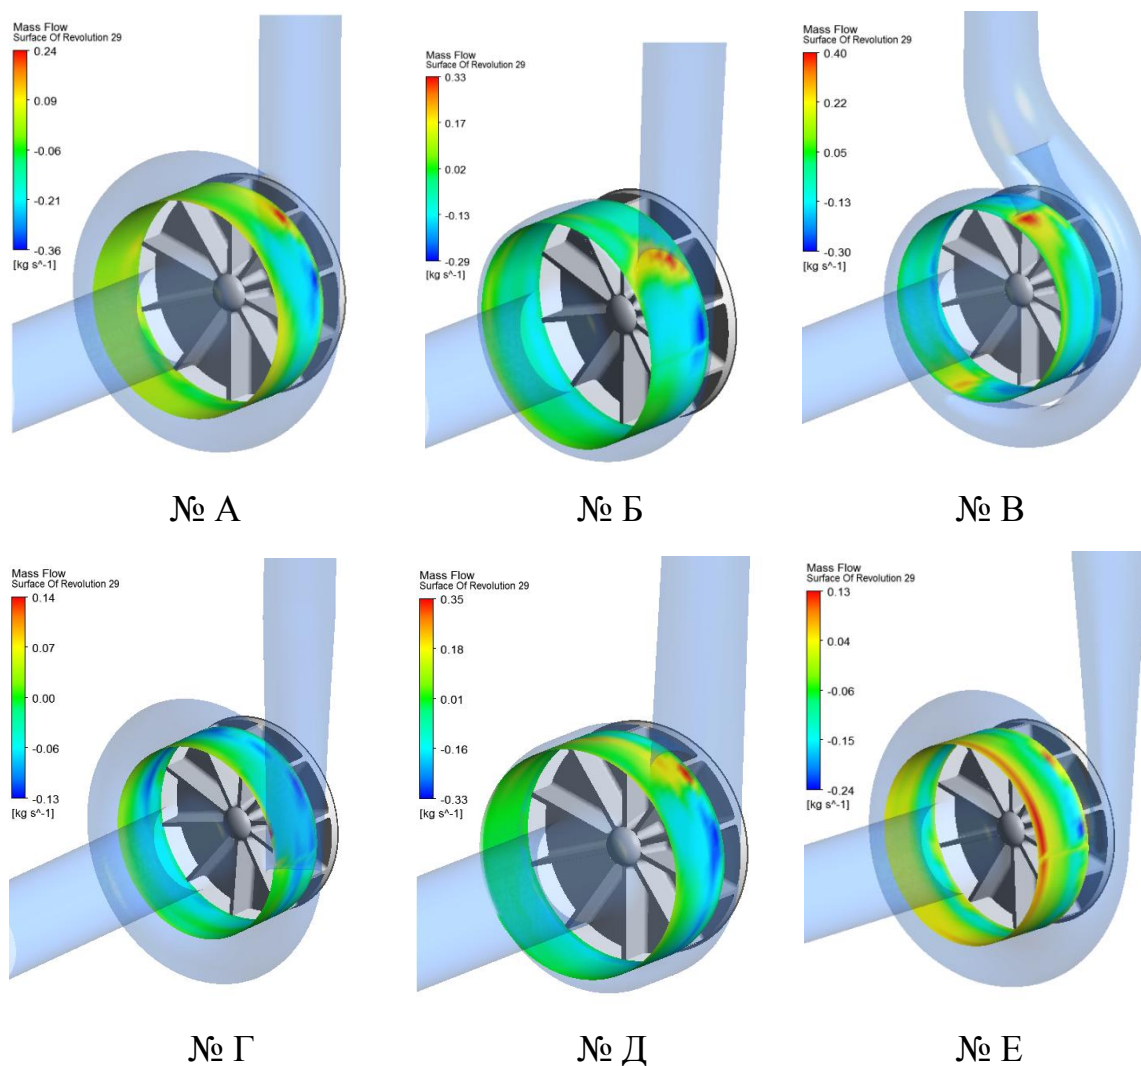 Mass Flow
Surface Of Revolution 29
0.24
0.09
-0.06
-0.21
-0.36
[kg s^-1]
№ А
Mass Flow
Surface Of Revolution 29
0.33
0.17
0.02
-0.13
-0.29
[kg s^-1]
№ Б
Mass Flow
Surface Of Revolution 29
0.40
0.22
0.05
-0.13
-0.30
[kg s^-1]
№ В
Mass Flow
Surface Of Revolution 29
0.14
0.07
0.00
-0.06
-0.13
[kg s^-1]
№ Г
Mass Flow
Surface Of Revolution 29
0.35
0.18
0.01
-0.16
-0.33
[kg s^-1]
№ Д
Mass Flow
Surface Of Revolution 29
0.13
0.04
-0.06
-0.15
-0.24
[kg s^-1]
№ Е